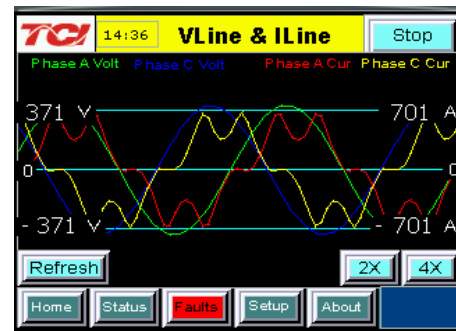 TCI 14:36 VLine & ILine Stop
Phase A Volt Phase C Volt Phase A Cur Phase C Cur
371 V 701 A
0 0
- 371 V - 701 A
Refresh 2X 4X
Home Status Faults Setup About